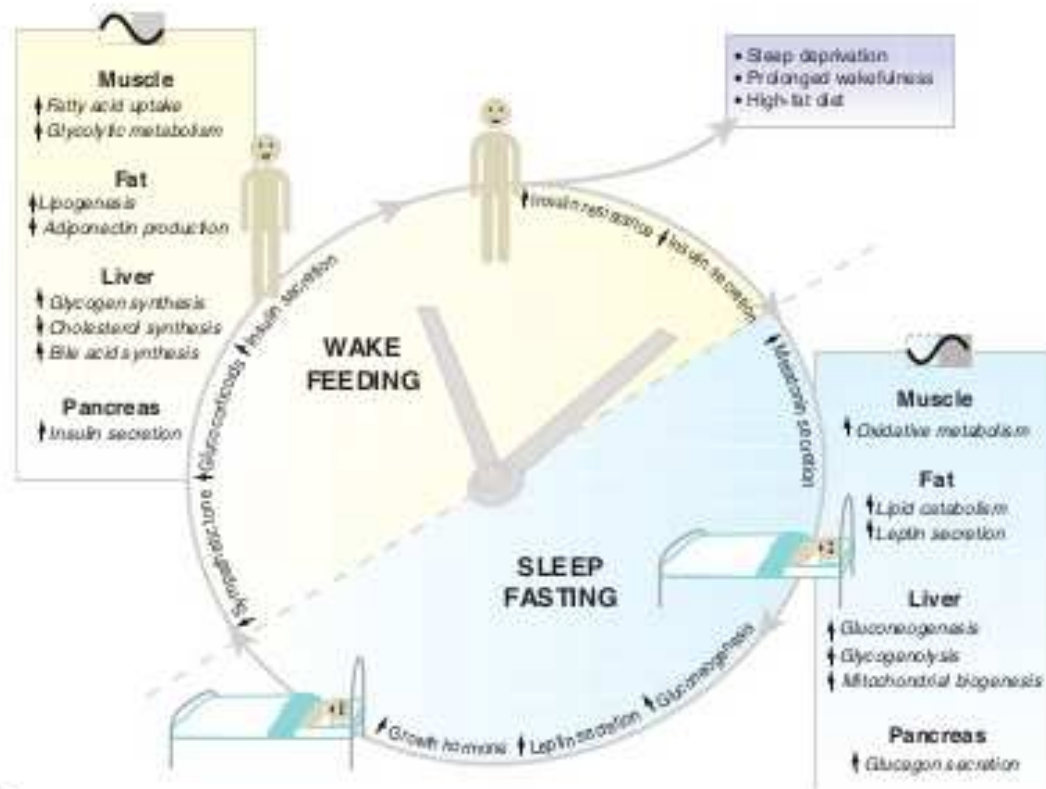 Muscle
Fatty acid uptake
Glycolytic metabolism
Fat
Lipogenesis
Adiponectin production
Liver
Glycogen synthesis
Cholesterol synthesis
Bile acid synthesis
Pancreas
Insulin secretion
• Sleep deprivation
• Prolonged wakefulness
• High-fat diet
Sympathetic tone
Glucocorticoids
Insulin secretion
Insulin resistance
Insulin secretion
WAKE
FEEDING
Melatonin secretion
SLEEP
FASTING
Gluconeogenesis
Leptin secretion
Growth hormone
Muscle
Oxidative metabolism
Fat
Lipid catabolism
Leptin secretion
Liver
Gluconeogenesis
Glycogenolysis
Mitochondrial biogenesis
Pancreas
Glucagon secretion